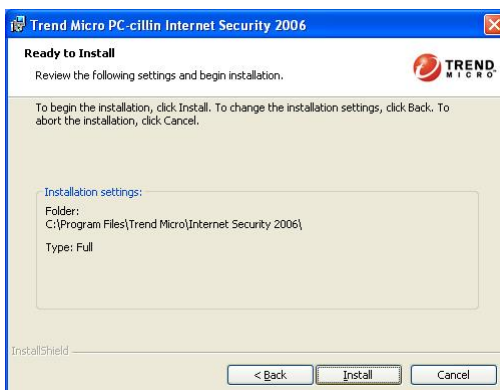 Trend Micro PC-cillin Internet Security 2006
Ready to Install
Review the following settings and begin installation.
TREND
MICRO
To begin the installation, click Install. To change the installation settings, click Back. To
abort the installation, click Cancel.
Installation settings:
Folder:
C:\Program Files\Trend Micro\Internet Security 2006\
Type: Full
InstallShield
< Back
Install
Cancel